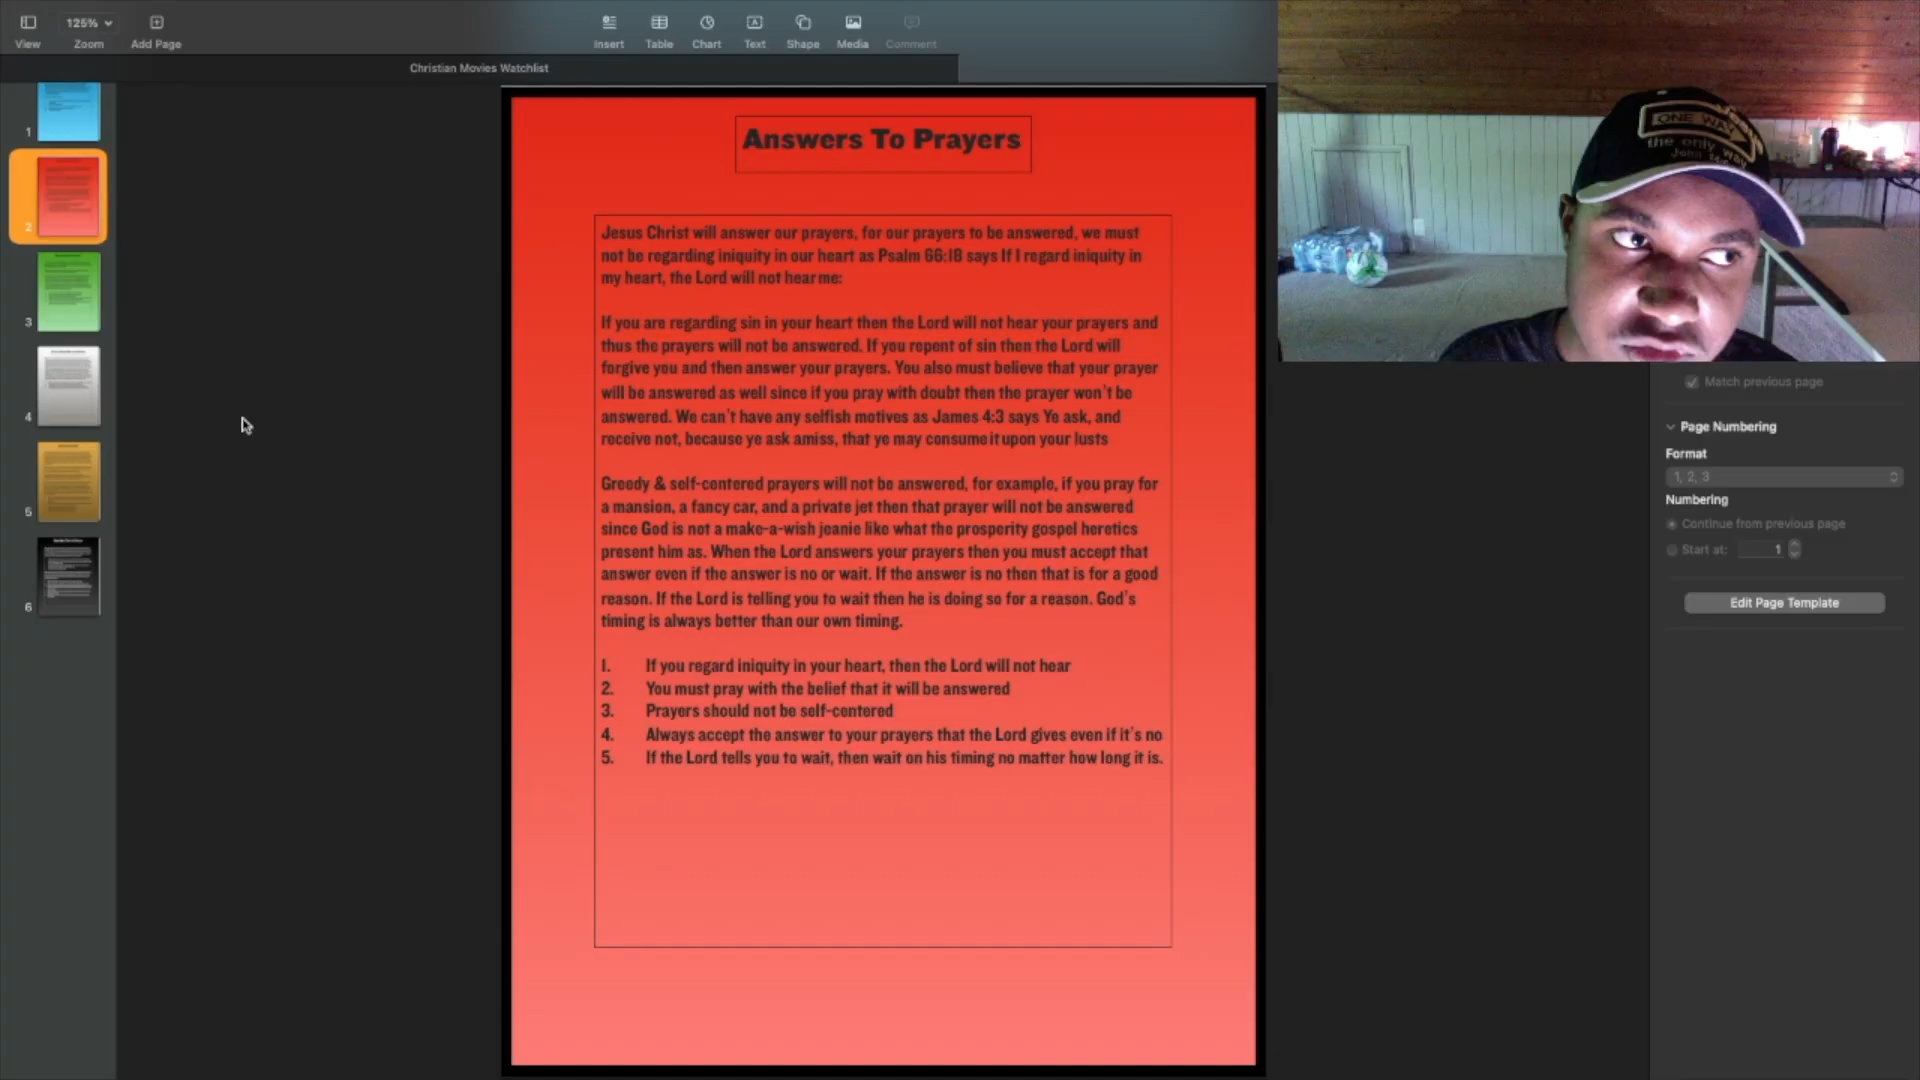 125%
View
Zoom
Add Page
Insert
Table
Chart
Text
Shape
Media
Comment
Christian Movies Watchlist
1
2
3
4
5
6
Answers To Prayers
Jesus Christ will answer our prayers, for our prayers to be answered, we must
not be regarding iniquity in our heart as Psalm 66:18 says If I regard iniquity in
my heart, the Lord will not hear me:
If you are regarding sin in your heart then the Lord will not hear your prayers and
thus the prayers will not be answered. If you repent of sin then the Lord will
forgive you and then answer your prayers. You also must believe that your prayer
will be answered as well since if you pray with doubt then the prayer won't be
answered. We can't have any selfish motives as James 4:3 says Ye ask, and
receive not, because ye ask amiss, that ye may consume it upon your lusts
Greedy & self-centered prayers will not be answered, for example, if you pray for
a mansion, a fancy car, and a private jet then that prayer will not be answered
since God is not a make-a-wish jeanie like what the prosperity gospel heretics
present him as. When the Lord answers your prayers then you must accept that
answer even if the answer is no or wait. If the answer is no then that is for a good
reason. If the Lord is telling you to wait then he is doing so for a reason. God's
timing is always better than our own timing.
1. If you regard iniquity in your heart, then the Lord will not hear
2. You must pray with the belief that it will be answered
3. Prayers should not be self-centered
4. Always accept the answer to your prayers that the Lord gives even if it's no
5. If the Lord tells you to wait, then wait on his timing no matter how long it is.
ONE WAY
the only way
John
Match previous page
Page Numbering
Format
1, 2, 3
Numbering
Continue from previous page
Start at: 1
Edit Page Template